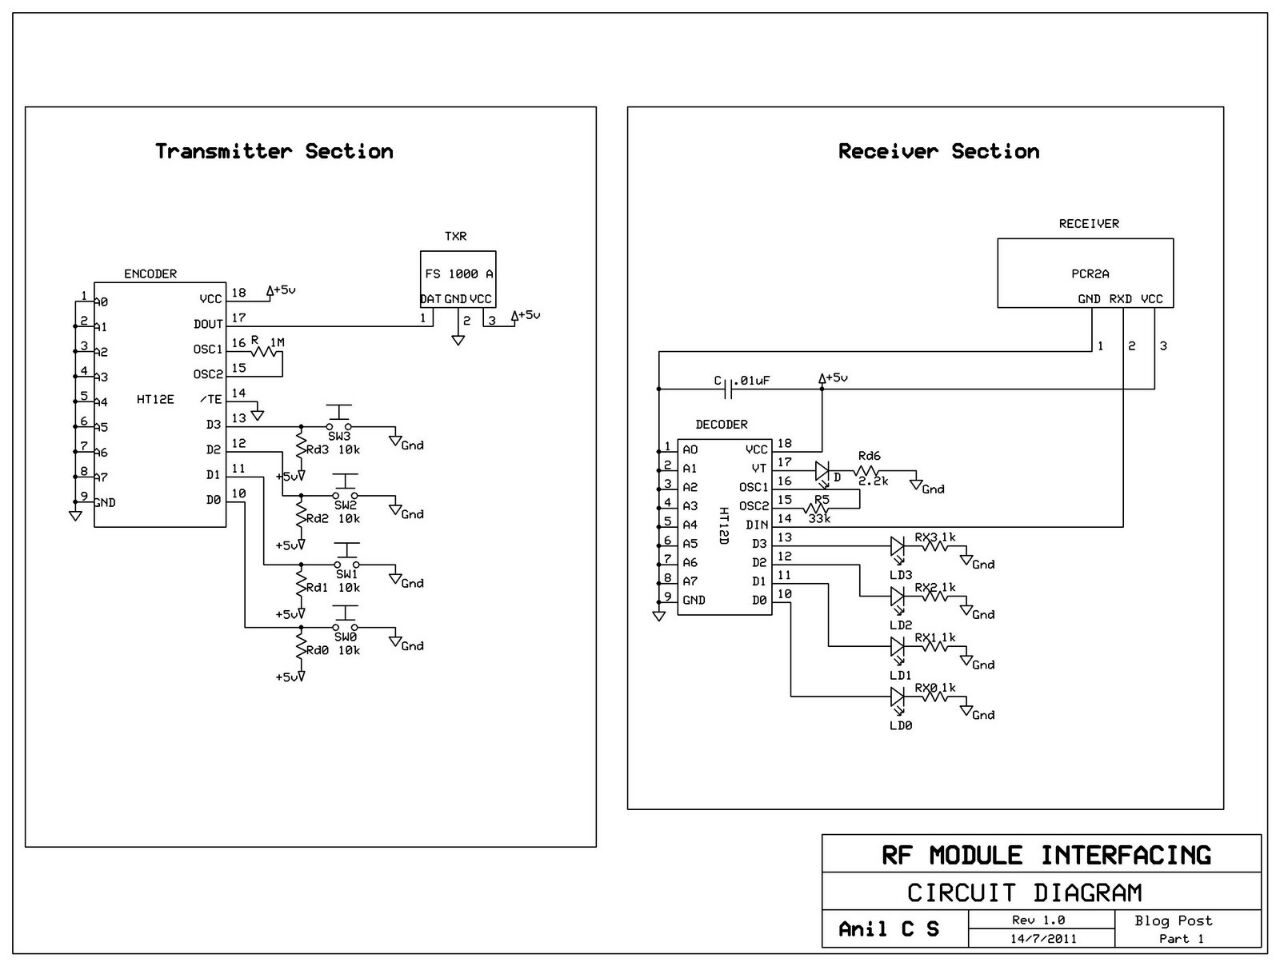 Transmitter Section
TXR
FS 1000 A
DAT GND VCC
1 2 3
+5v
ENCODER
HT12E
1 A0
2 A1
3 A2
4 A3
5 A4
6 A5
7 A6
8 A7
9 GND
VCC 18 +5v
DOUT 17
OSC1 16 R 1M
OSC2 15
/TE 14
D3 13
D2 12
D1 11
D0 10
SW3
Rd3 10k
+5v
Gnd
SW2
Rd2 10k
+5v
Gnd
SW1
Rd1 10k
+5v
Gnd
SW0
Rd0 10k
+5v
Gnd
Receiver Section
RECEIVER
PCR2A
GND RXD VCC
1 2 3
C .01uF
+5v
DECODER
HT12D
1 A0
2 A1
3 A2
4 A3
5 A4
6 A5
7 A6
8 A7
9 GND
VCC 18
VT 17
OSC1 16
OSC2 15
DIN 14
D3 13
D2 12
D1 11
D0 10
D
Rd6
2.2k
Gnd
R5
33k
RX3 1k
LD3
Gnd
RX2 1k
LD2
Gnd
RX1 1k
LD1
Gnd
RX0 1k
LD0
Gnd
RF MODULE INTERFACING
CIRCUIT DIAGRAM
Anil C S
Rev 1.0
14/7/2011
Blog Post
Part 1